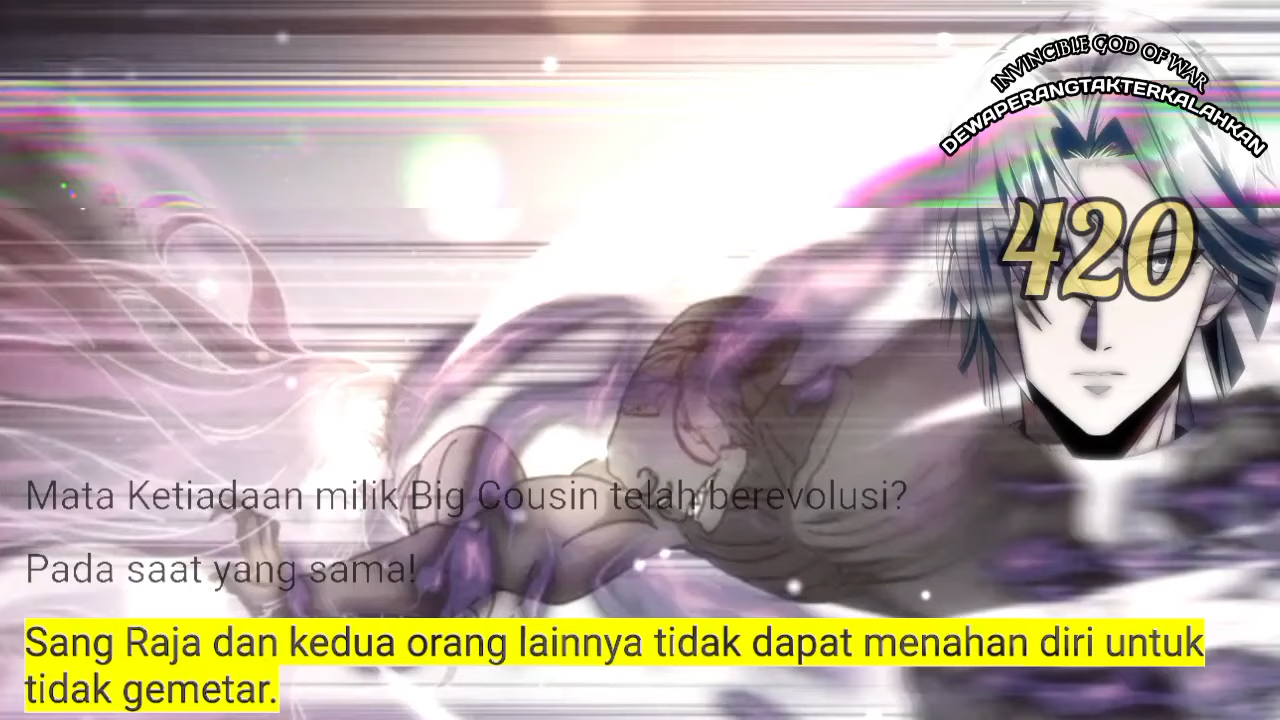 INVINCIBLE GOD OF WAR
DEWAPERANGTAKTERKALAHKAN
420
Mata Ketiadaan milik Big Cousin telah berevolusi?
Pada saat yang sama!
Sang Raja dan kedua orang lainnya tidak dapat menahan diri untuk
tidak gemetar.